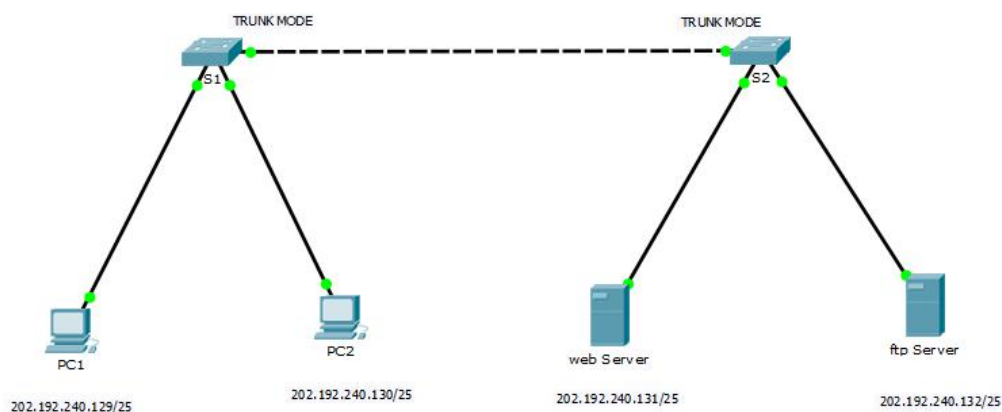 TRUNK MODE
TRUNK MODE
S1
S2
PC1
PC2
web Server
ftp Server
202.192.240.129/25
202.192.240.130/25
202.192.240.131/25
202.192.240.132/25